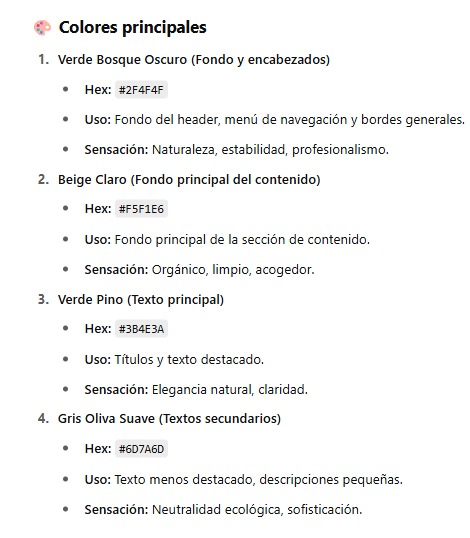 🎨 Colores principales
1. Verde Bosque Oscuro (Fondo y encabezados)
• Hex: #2F4F4F
• Uso: Fondo del header, menú de navegación y bordes generales.
• Sensación: Naturaleza, estabilidad, profesionalismo.
2. Beige Claro (Fondo principal del contenido)
• Hex: #F5F1E6
• Uso: Fondo principal de la sección de contenido.
• Sensación: Orgánico, limpio, acogedor.
3. Verde Pino (Texto principal)
• Hex: #3B4E3A
• Uso: Títulos y texto destacado.
• Sensación: Elegancia natural, claridad.
4. Gris Oliva Suave (Textos secundarios)
• Hex: #6D7A6D
• Uso: Texto menos destacado, descripciones pequeñas.
• Sensación: Neutralidad ecológica, sofisticación.